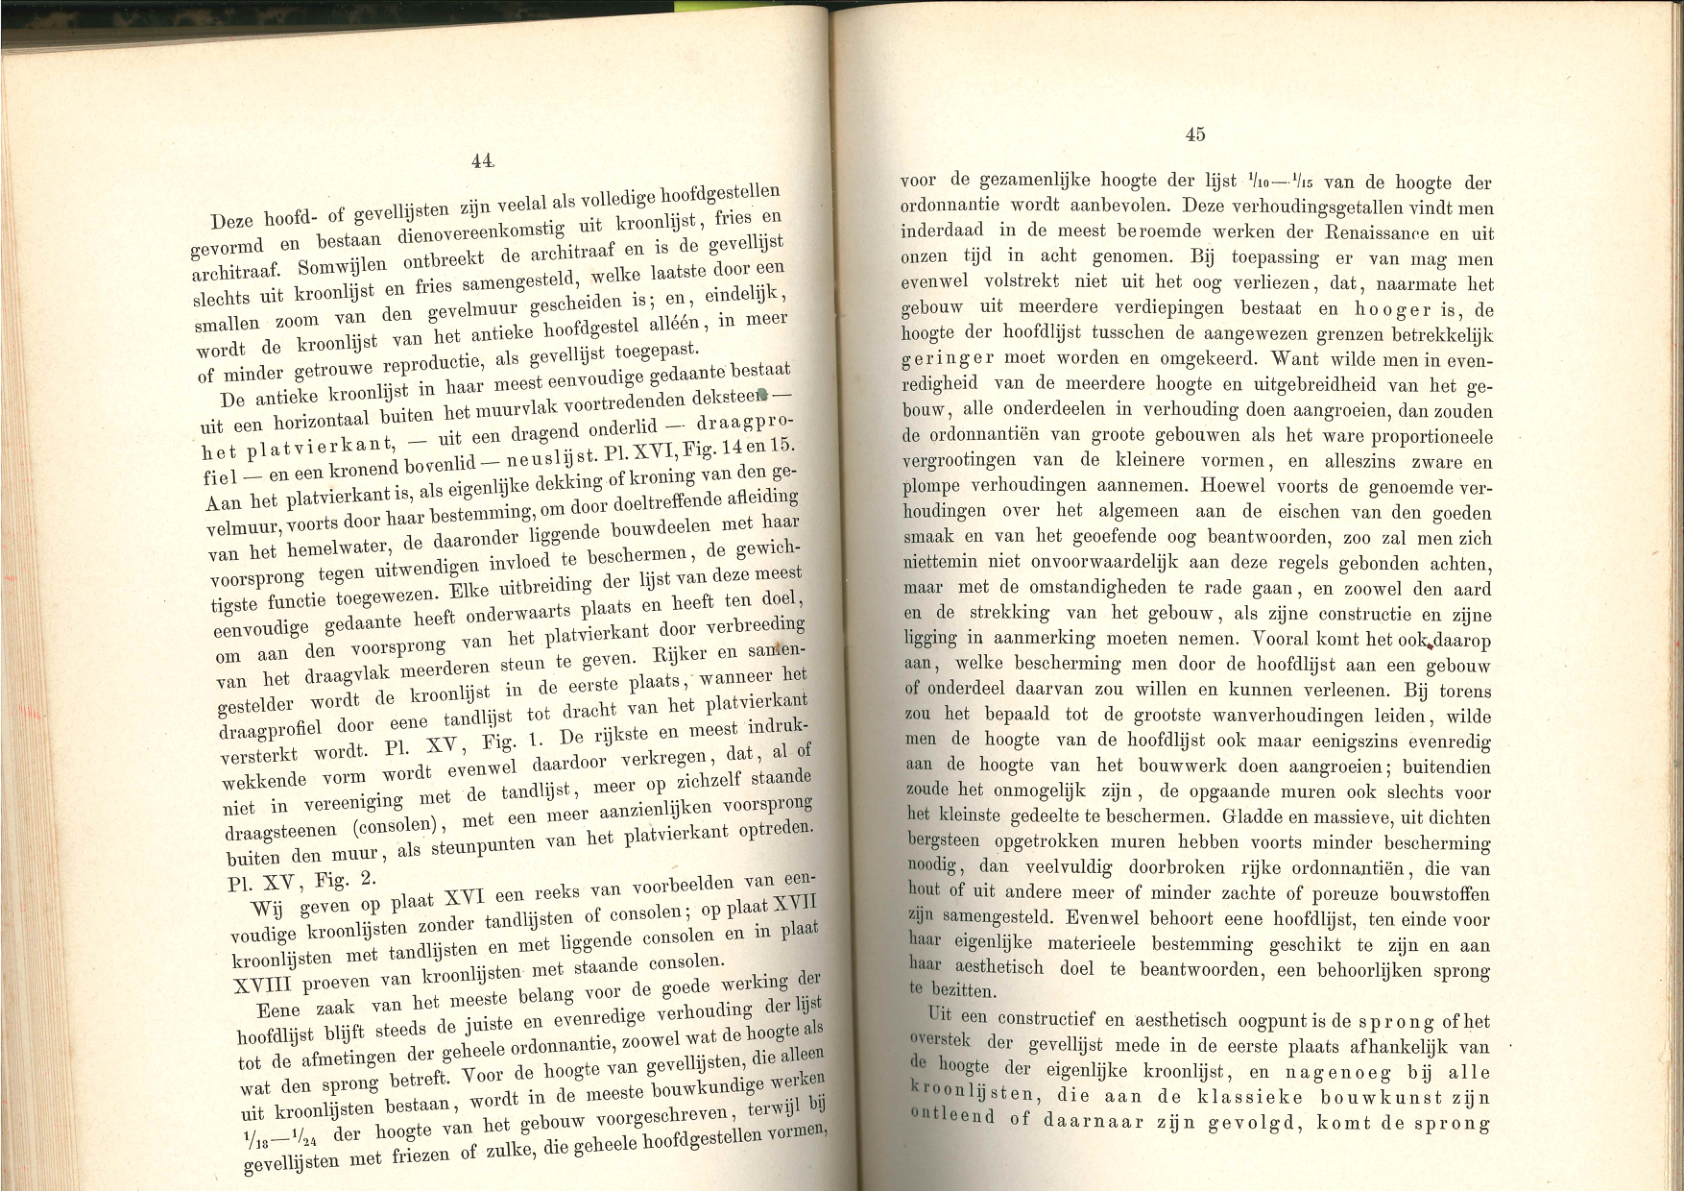 44
Deze hoofd- of gevellijsten zijn veelal als volledige hoofdgestellen
gevormd en bestaan dienovereenkomstig uit kroonlijst, fries en
architraaf. Somwijlen ontbreekt de architraaf en is de gevellijst
slechts uit kroonlijst en fries samengesteld, welke laatste door een
smallen zoom van den gevelmuur gescheiden is; en, eindelijk,
wordt de kroonlijst van het antieke hoofdgestel alléén, in meer
of minder getrouwe reproductie, als gevellijst toegepast.
De antieke kroonlijst in haar meest eenvoudige gedaante bestaat
uit een horizontaal buiten het muurvlak voortredenden deksteen —
het platvierkant, — uit een dragend onderlid — draagpro-
fiel — en een kronend bovenlid — neuslijst. Pl. XVI, Fig. 14 en 15.
Aan het platvierkant is, als eigenlijke dekking of kroning van den ge-
velmuur, voorts door haar bestemming, om door doeltreffende afleiding
van het hemelwater, de daaronder liggende bouwdeelen met haar
voorsprong tegen uitwendigen invloed te beschermen, de gewich-
tigste functie toegewezen. Elke uitbreiding der lijst van deze meest
eenvoudige gedaante heeft onderwaarts plaats en heeft ten doel,
om aan den voorsprong van het platvierkant door verbreeding
van het draagvlak meerderen steun te geven. Rijker en samen-
gestelder wordt de kroonlijst in de eerste plaats, wanneer het
draagprofiel door eene tandlijst tot dracht van het platvierkant
versterkt wordt. Pl. XV, Fig. 1. De rijkste en meest indruk-
wekkende vorm wordt evenwel daardoor verkregen, dat, al of
niet in vereeniging met de tandlijst, meer op zichzelf staande
draagsteenen (consolen), met een meer aanzienlijken voorsprong
buiten den muur, als steunpunten van het platvierkant optreden.
Pl. XV, Fig. 2.
Wij geven op plaat XVI een reeks van voorbeelden van een-
voudige kroonlijsten zonder tandlijsten of consolen; op plaat XVII
kroonlijsten met tandlijsten en met liggende consolen en in plaat
XVIII proeven van kroonlijsten met staande consolen.
Eene zaak van het meeste belang voor de goede werking der
hoofdlijst blijft steeds de juiste en evenredige verhouding der lijst
tot de afmetingen der geheele ordonnantie, zoowel wat de hoogte als
wat den sprong betreft. Voor de hoogte van gevellijsten, die alleen
uit kroonlijsten bestaan, wordt in de meeste bouwkundige werken
1/18—1/24 der hoogte van het gebouw voorgeschreven, terwijl bij
gevellijsten met friezen of zulke, die geheele hoofdgestellen vormen,
45
voor de gezamenlijke hoogte der lijst 1/10—1/15 van de hoogte der
ordonnantie wordt aanbevolen. Deze verhoudingsgetallen vindt men
inderdaad in de meest beroemde werken der Renaissance en uit
onzen tijd in acht genomen. Bij toepassing er van mag men
evenwel volstrekt niet uit het oog verliezen, dat, naarmate het
gebouw uit meerdere verdiepingen bestaat en hooger is, de
hoogte der hoofdlijst tusschen de aangewezen grenzen betrekkelijk
geringer moet worden en omgekeerd. Want wilde men in even-
redigheid van de meerdere hoogte en uitgebreidheid van het ge-
bouw, alle onderdeelen in verhouding doen aangroeien, dan zouden
de ordonnantiën van groote gebouwen als het ware proportioneele
vergrootingen van de kleinere vormen, en alleszins zware en
plompe verhoudingen aannemen. Hoewel voorts de genoemde ver-
houdingen over het algemeen aan de eischen van den goeden
smaak en van het geoefende oog beantwoorden, zoo zal men zich
niettemin niet onvoorwaardelijk aan deze regels gebonden achten,
maar met de omstandigheden te rade gaan, en zoowel den aard
en de strekking van het gebouw, als zijne constructie en zijne
ligging in aanmerking moeten nemen. Vooral komt het ook daarop
aan, welke bescherming men door de hoofdlijst aan een gebouw
of onderdeel daarvan zou willen en kunnen verleenen. Bij torens
zou het bepaald tot de grootste wanverhoudingen leiden, wilde
men de hoogte van de hoofdlijst ook maar eenigszins evenredig
aan de hoogte van het bouwwerk doen aangroeien; buitendien
zoude het onmogelijk zijn, de opgaande muren ook slechts voor
het kleinste gedeelte te beschermen. Gladde en massieve, uit dichten
bergsteen opgetrokken muren hebben voorts minder bescherming
noodig, dan veelvuldig doorbroken rijke ordonnantiën, die van
hout of uit andere meer of minder zachte of poreuze bouwstoffen
zijn samengesteld. Evenwel behoort eene hoofdlijst, ten einde voor
haar eigenlijke materieele bestemming geschikt te zijn en aan
haar aesthetisch doel te beantwoorden, een behoorlijken sprong
te bezitten.
Uit een constructief en aesthetisch oogpunt is de sprong of het
overstek der gevellijst mede in de eerste plaats afhankelijk van
de hoogte der eigenlijke kroonlijst, en nagenoeg bij alle
kroonlijsten, die aan de klassieke bouwkunst zijn
ontleend of daarnaar zijn gevolgd, komt de sprong